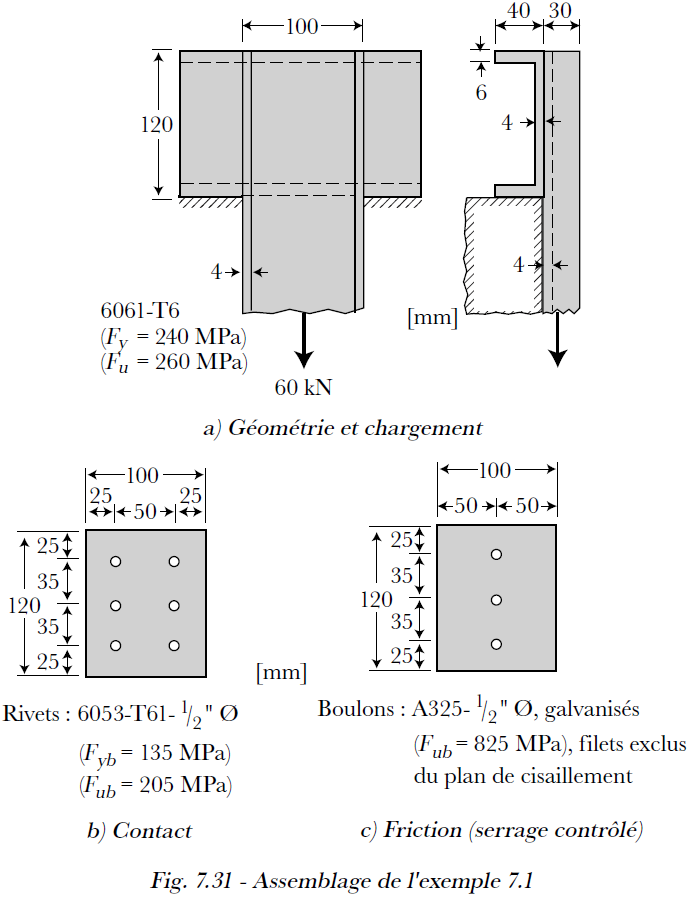 100
40 30
120
6
4
4
4
6061-T6
(Fy = 240 MPa)
(Fu = 260 MPa)
[mm]
60 kN
a) Géométrie et chargement
100
25 50 25
25
35
120
35
25
[mm]
100
50 50
25
35
120
35
25
Rivets : 6053-T61- 1/2" Ø
(Fyb = 135 MPa)
(Fub = 205 MPa)
b) Contact
Boulons : A325- 1/2" Ø, galvanisés
(Fub = 825 MPa), filets exclus
du plan de cisaillement
c) Friction (serrage contrôlé)
Fig. 7.31 - Assemblage de l'exemple 7.1